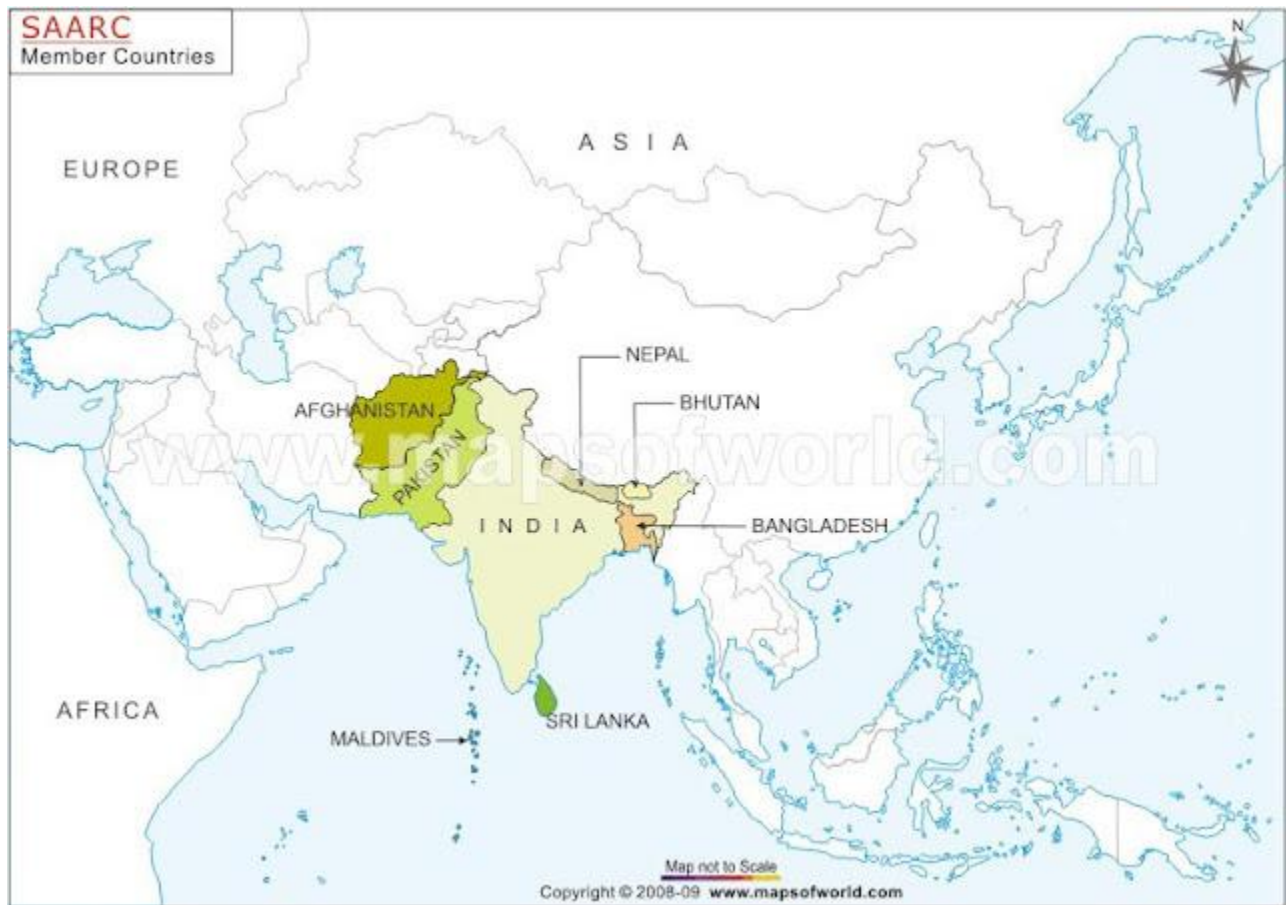 SAARC
Member Countries
N
ASIA
EUROPE
NEPAL
AFGHANISTAN
BHUTAN
www.mapsofworld.com
PAKISTAN
INDIA
BANGLADESH
AFRICA
SRI LANKA
MALDIVES
Map not to Scale
Copyright © 2008-09 www.mapsofworld.com